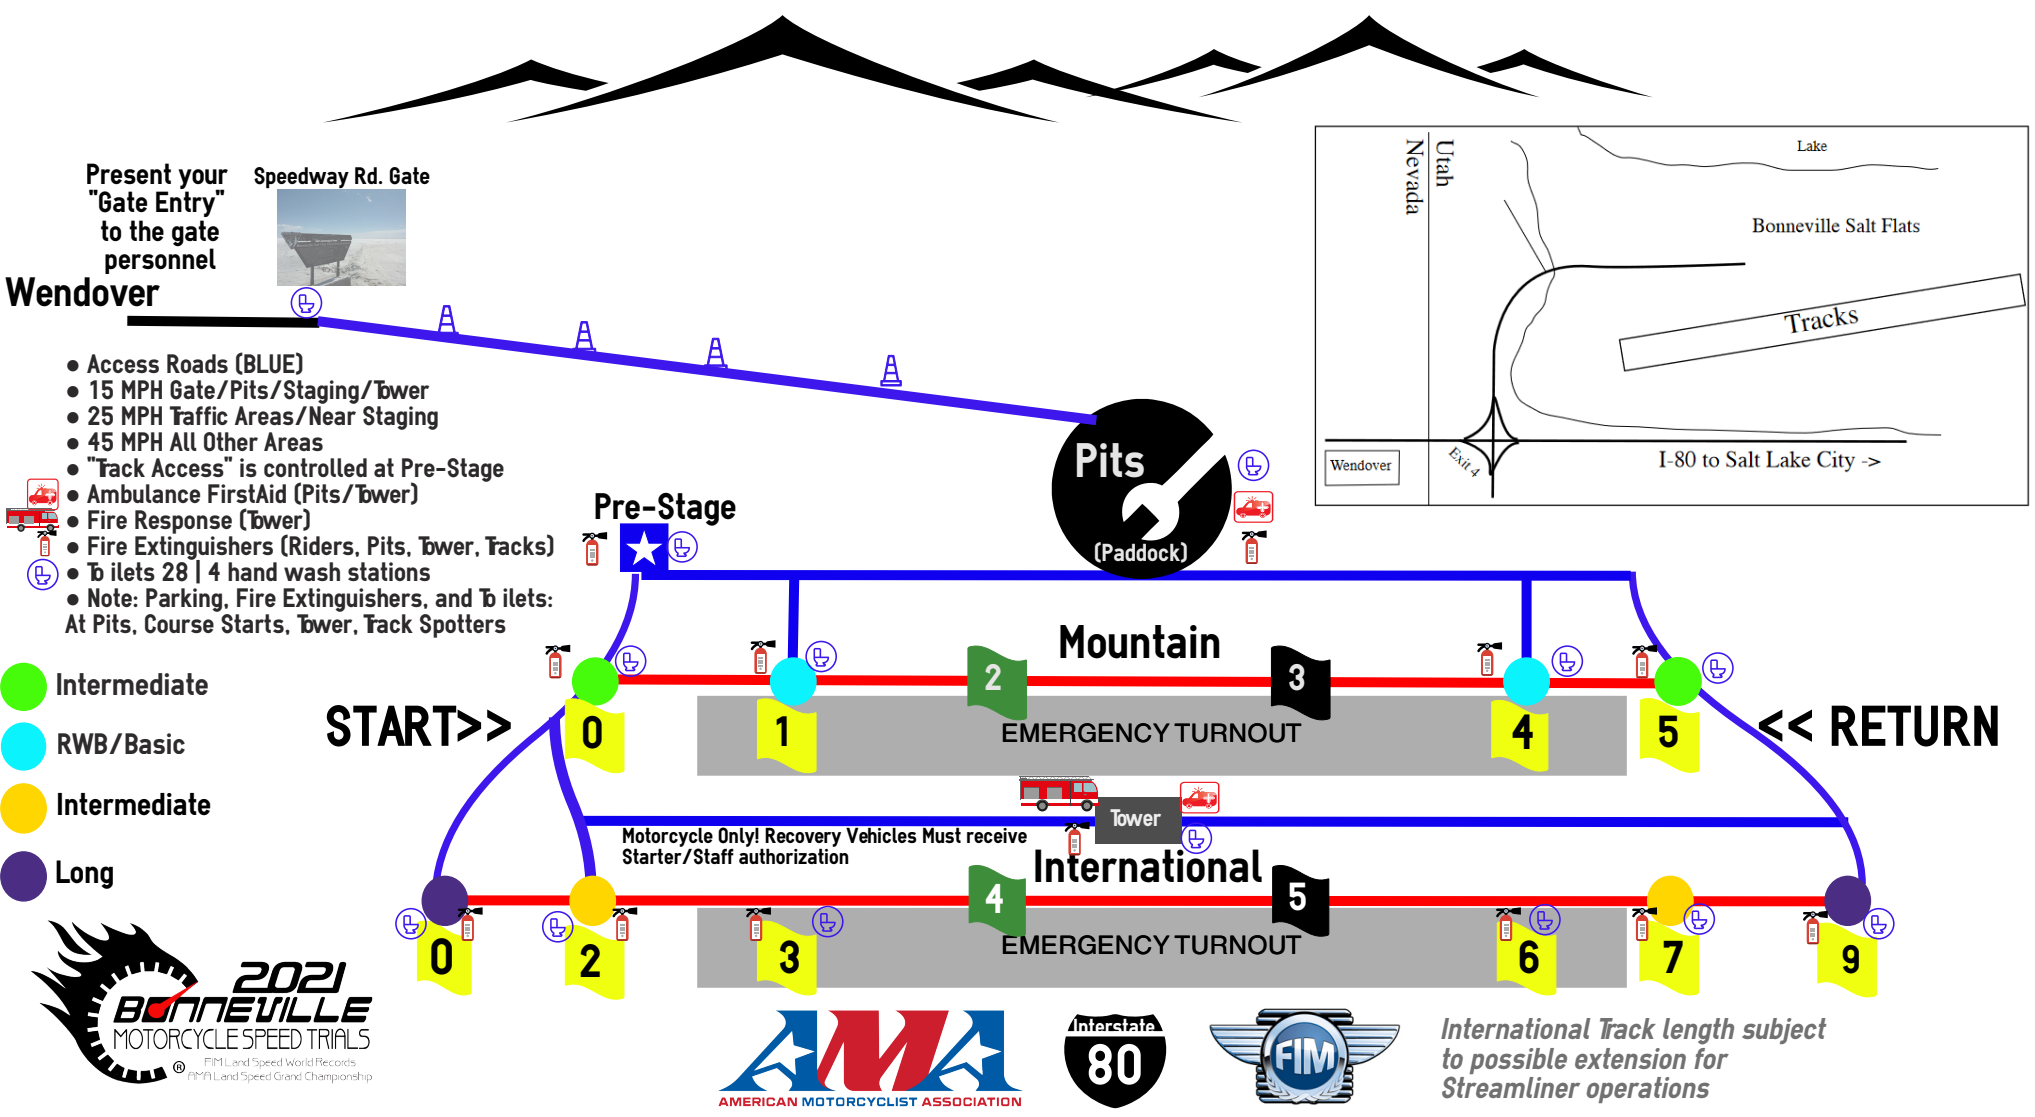 Present your
"Gate Entry"
to the gate
personnel
Speedway Rd. Gate
Wendover
• Access Roads (BLUE)
• 15 MPH Gate/Pits/Staging/Tower
• 25 MPH Traffic Areas/Near Staging
• 45 MPH All Other Areas
• "Track Access" is controlled at Pre-Stage
• Ambulance FirstAid (Pits/Tower)
• Fire Response (Tower)
• Fire Extinguishers (Riders, Pits, Tower, Tracks)
• To ilets 28 | 4 hand wash stations
• Note: Parking, Fire Extinguishers, and To ilets:
At Pits, Course Starts, Tower, Track Spotters
Utah
Nevada
Lake
Bonneville Salt Flats
Tracks
Wendover
Exit 4
I-80 to Salt Lake City ->
Pits
(Paddock)
Pre-Stage
Mountain
2
3
START>>
0
1
EMERGENCY TURNOUT
4
5
<< RETURN
Intermediate
RWB/Basic
Intermediate
Long
Tower
Motorcycle Only! Recovery Vehicles Must receive
Starter/Staff authorization
International
4
5
0
2
3
EMERGENCY TURNOUT
6
7
9
2021
BONNEVILLE
MOTORCYCLE SPEED TRIALS
® FIM Land Speed World Records
AMA Land Speed Grand Championship
AMA
AMERICAN MOTORCYCLIST ASSOCIATION
Interstate
80
FIM
International Track length subject
to possible extension for
Streamliner operations